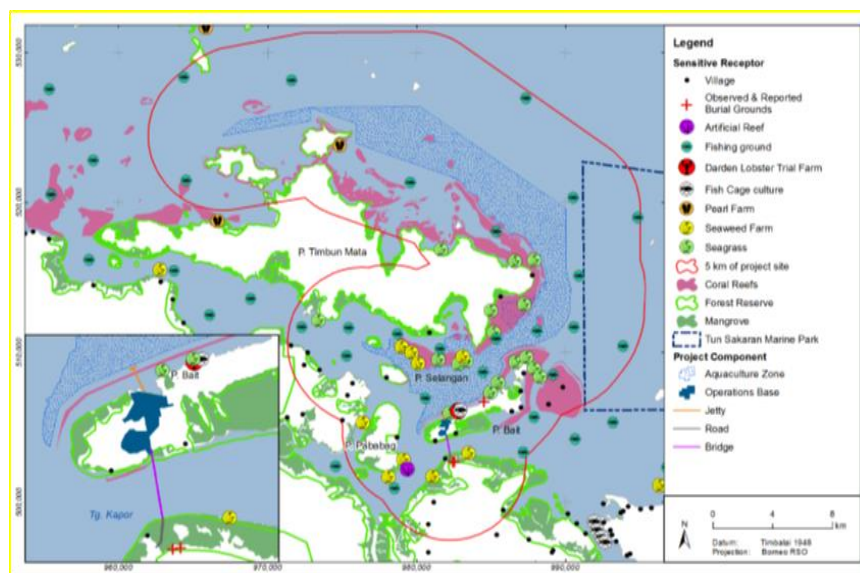 530,000
520,000
510,000
500,000
960,000
970,000
980,000
990,000
P. Timbun Mata
P. Selangan
P. Pababag
P. Bait
P. Bait
Tg. Kapor
Legend
Sensitive Receptor
Village
Observed & Reported
Burial Grounds
Artificial Reef
Fishing ground
Darden Lobster Trial Farm
Fish Cage culture
Pearl Farm
Seaweed Farm
Seagrass
5 km of project site
Coral Reefs
Forest Reserve
Mangrove
Tun Sakaran Marine Park
Project Component
Aquaculture Zone
Operations Base
Jetty
Road
Bridge
N
0 4 8
km
Datum: Timbalai 1948
Projection: Borneo RSO